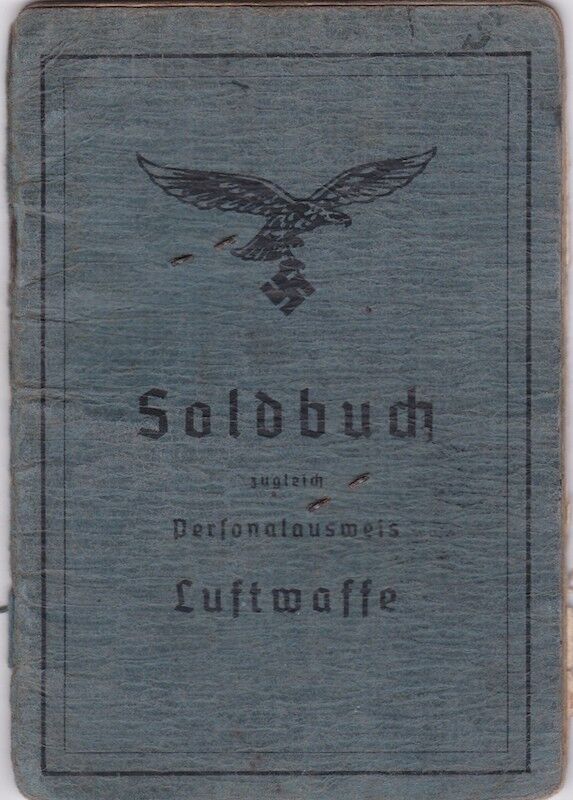 Soldbuch
zugleich
Personalausweis
Luftwaffe